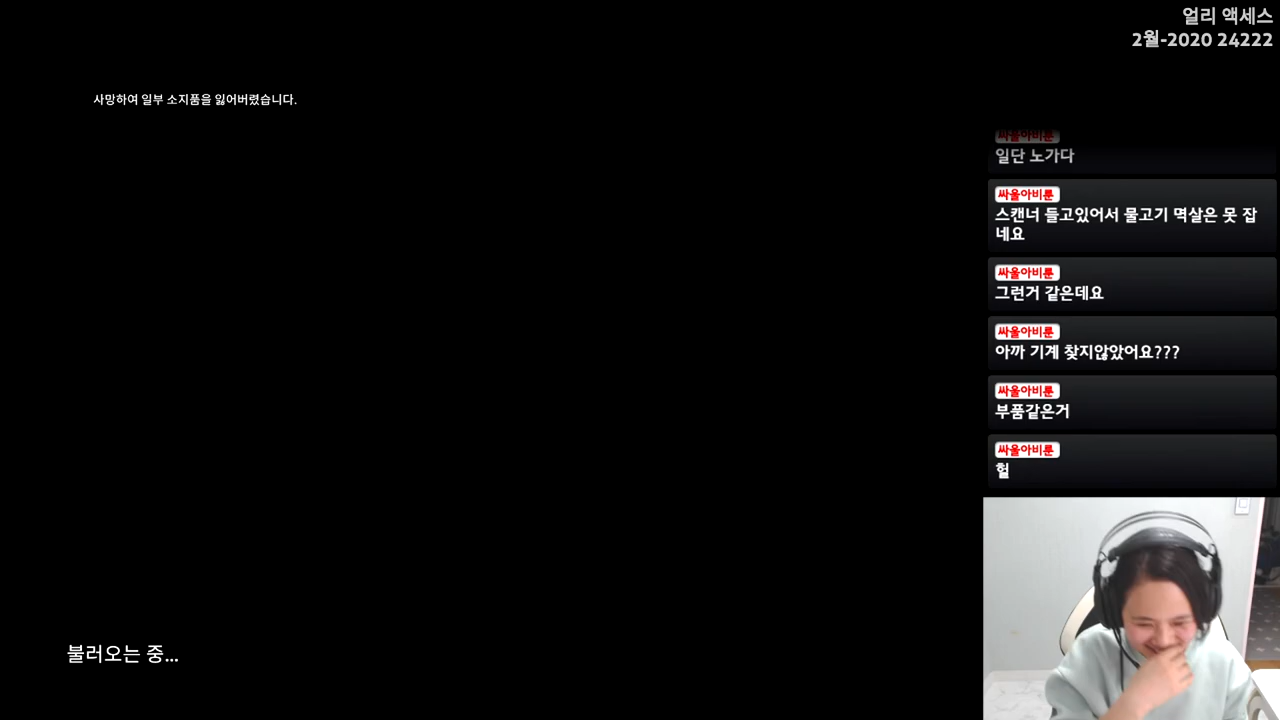 얼리 액세스
2월-2020 24222
사망하여 일부 소지품을 잃어버렸습니다.
싸울아비룬
일단 노가다
싸울아비룬
스캔너 들고있어서 물고기 멱살은 못 잡
네요
싸울아비룬
그런거 같은데요
싸울아비룬
아까 기계 찾지않았어요???
싸울아비룬
부품같은거
싸울아비룬
헐
불러오는 중...